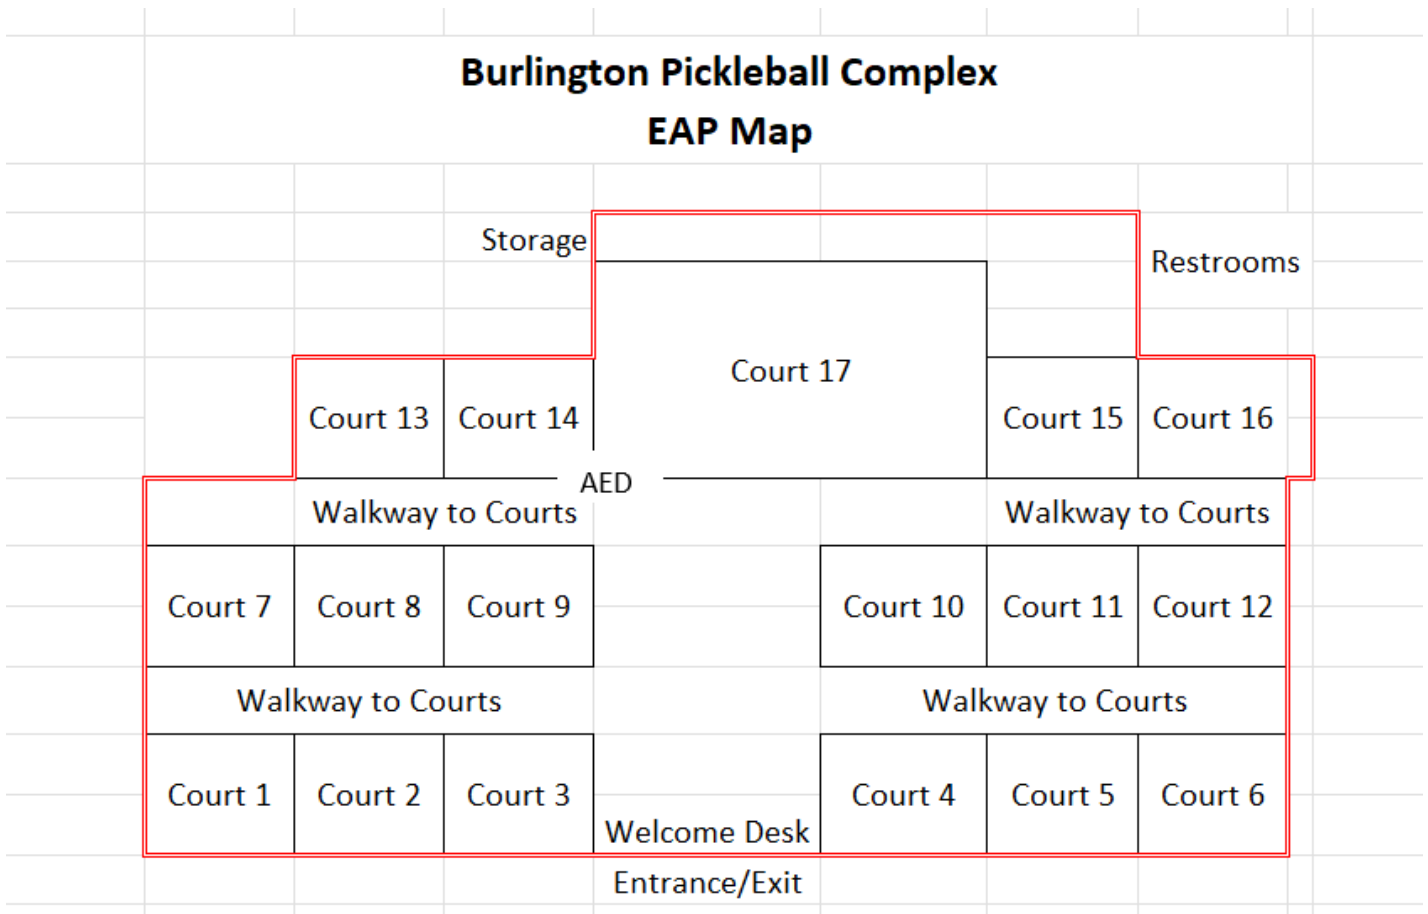 Burlington Pickleball Complex
EAP Map
Storage
Restrooms
Court 17
Court 13 Court 14 Court 15 Court 16
AED
Walkway to Courts Walkway to Courts
Court 7 Court 8 Court 9 Court 10 Court 11 Court 12
Walkway to Courts Walkway to Courts
Court 1 Court 2 Court 3 Court 4 Court 5 Court 6
Welcome Desk
Entrance/Exit